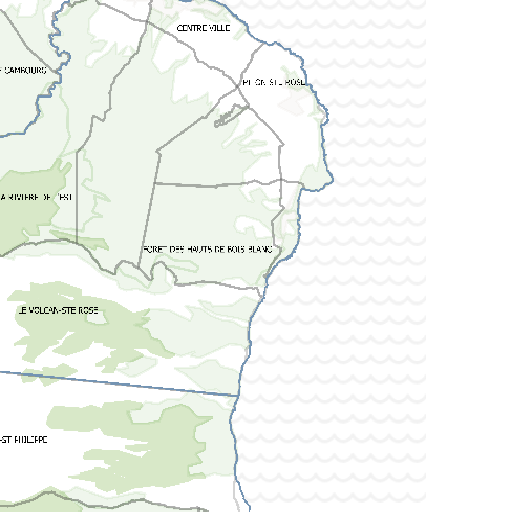 CENTRE VILLE
CAMBOURG
PITON-STE-ROSE
LA RIVIERE DE L'EST
FORET DES HAUTS DE BOIS BLANC
LE VOLCAN-STE ROSE
-ST PHILIPPE